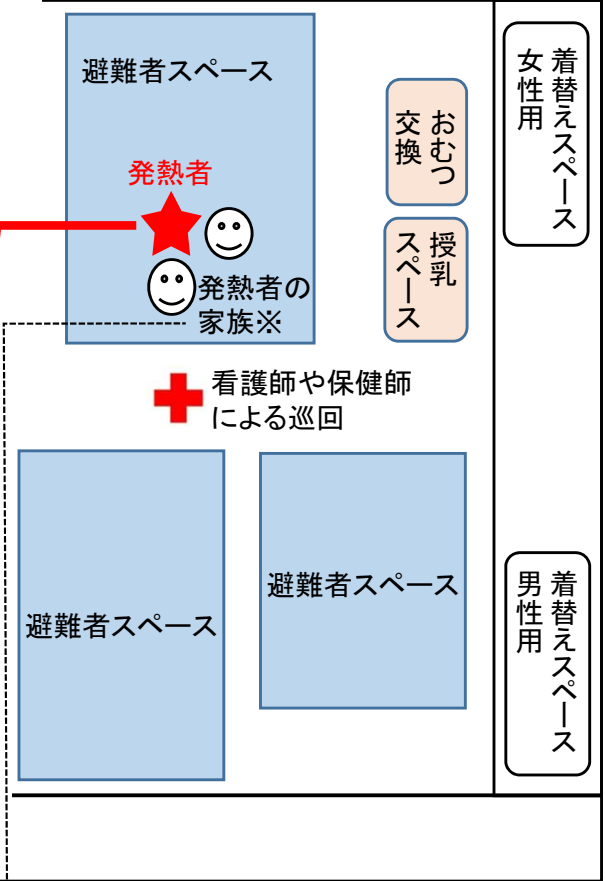 避難者スペース
発熱者
発熱者の
家族※
おむつ
交換
授乳
スペース
着替えスペース
女性用
看護師や保健師
による巡回
避難者スペース
避難者スペース
着替えスペース
男性用